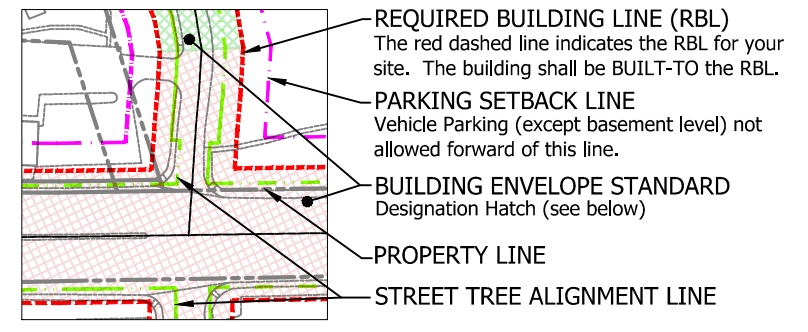 REQUIRED BUILDING LINE (RBL)
The red dashed line indicates the RBL for your
site. The building shall be BUILT-TO the RBL.
PARKING SETBACK LINE
Vehicle Parking (except basement level) not
allowed forward of this line.
BUILDING ENVELOPE STANDARD
Designation Hatch (see below)
PROPERTY LINE
STREET TREE ALIGNMENT LINE